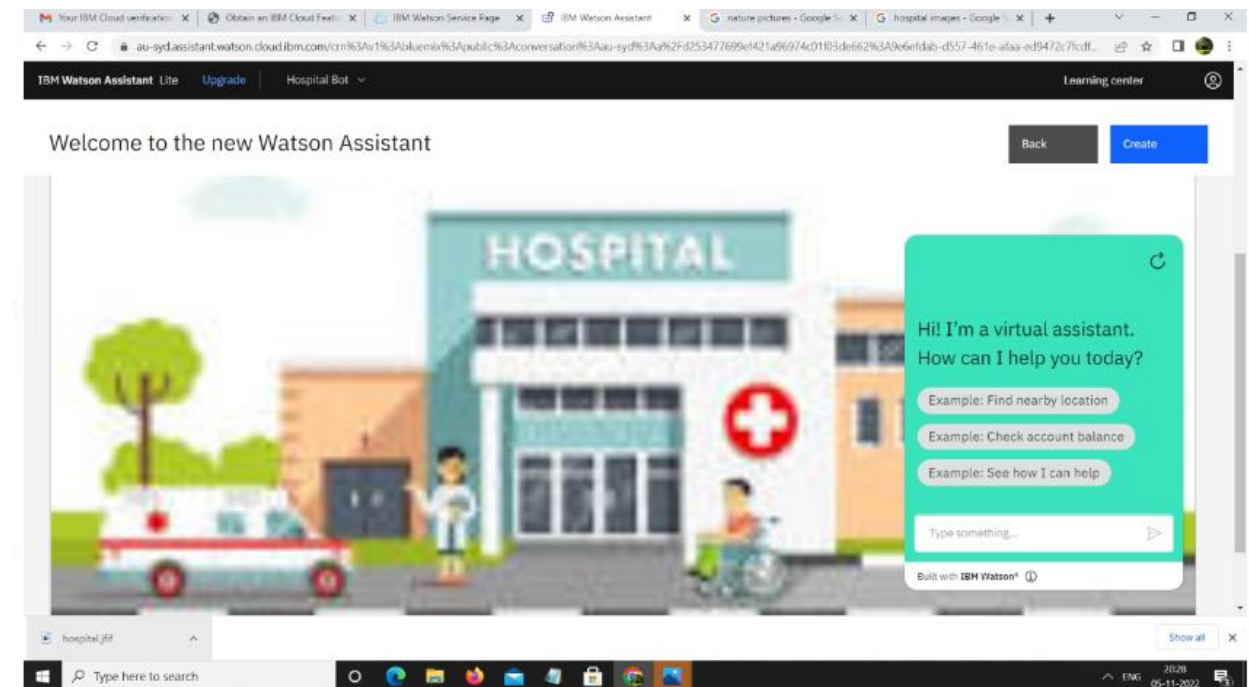 Your IBM Cloud verification
Obtain an IBM Cloud Featu
IBM Watson Service Page
IBM Watson Assistant
nature pictures - Google S
hospital images - Google S
IBM Watson Assistant Lite Upgrade Hospital Bot Learning center
Welcome to the new Watson Assistant
Back Create
HOSPITAL
Hi! I'm a virtual assistant.
How can I help you today?
Example: Find nearby location
Example: Check account balance
Example: See how I can help
Type something...
Built with IBM Watson®
hospital.jfif Show all
Type here to search
ENG
20:28
05-11-2022